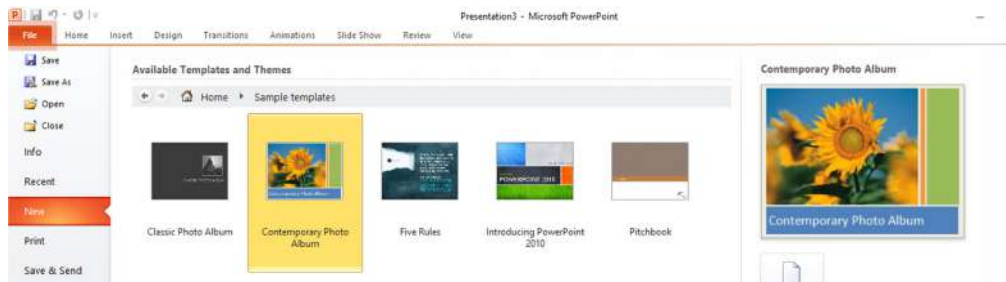 Presentation3 - Microsoft PowerPoint
File Home Insert Design Transitions Animations Slide Show Review View
Save
Save As
Open
Close
Info
Recent
New
Print
Save & Send
Available Templates and Themes
Home Sample templates
Classic Photo Album
Contemporary Photo
Album
Five Rules
POWERPOINT 2010
Introducing PowerPoint
2010
Pitchbook
Contemporary Photo Album
Contemporary Photo Album